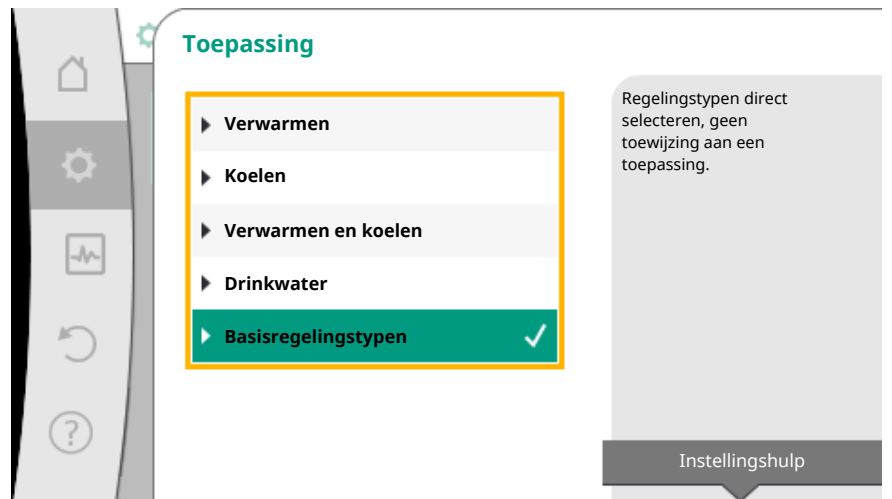 Toepassing
Verwarmen
Koelen
Verwarmen en koelen
Drinkwater
Basisregelingstypen
Regelingstypen direct
selecteren, geen
toewijzing aan een
toepassing.
Instellingshulp